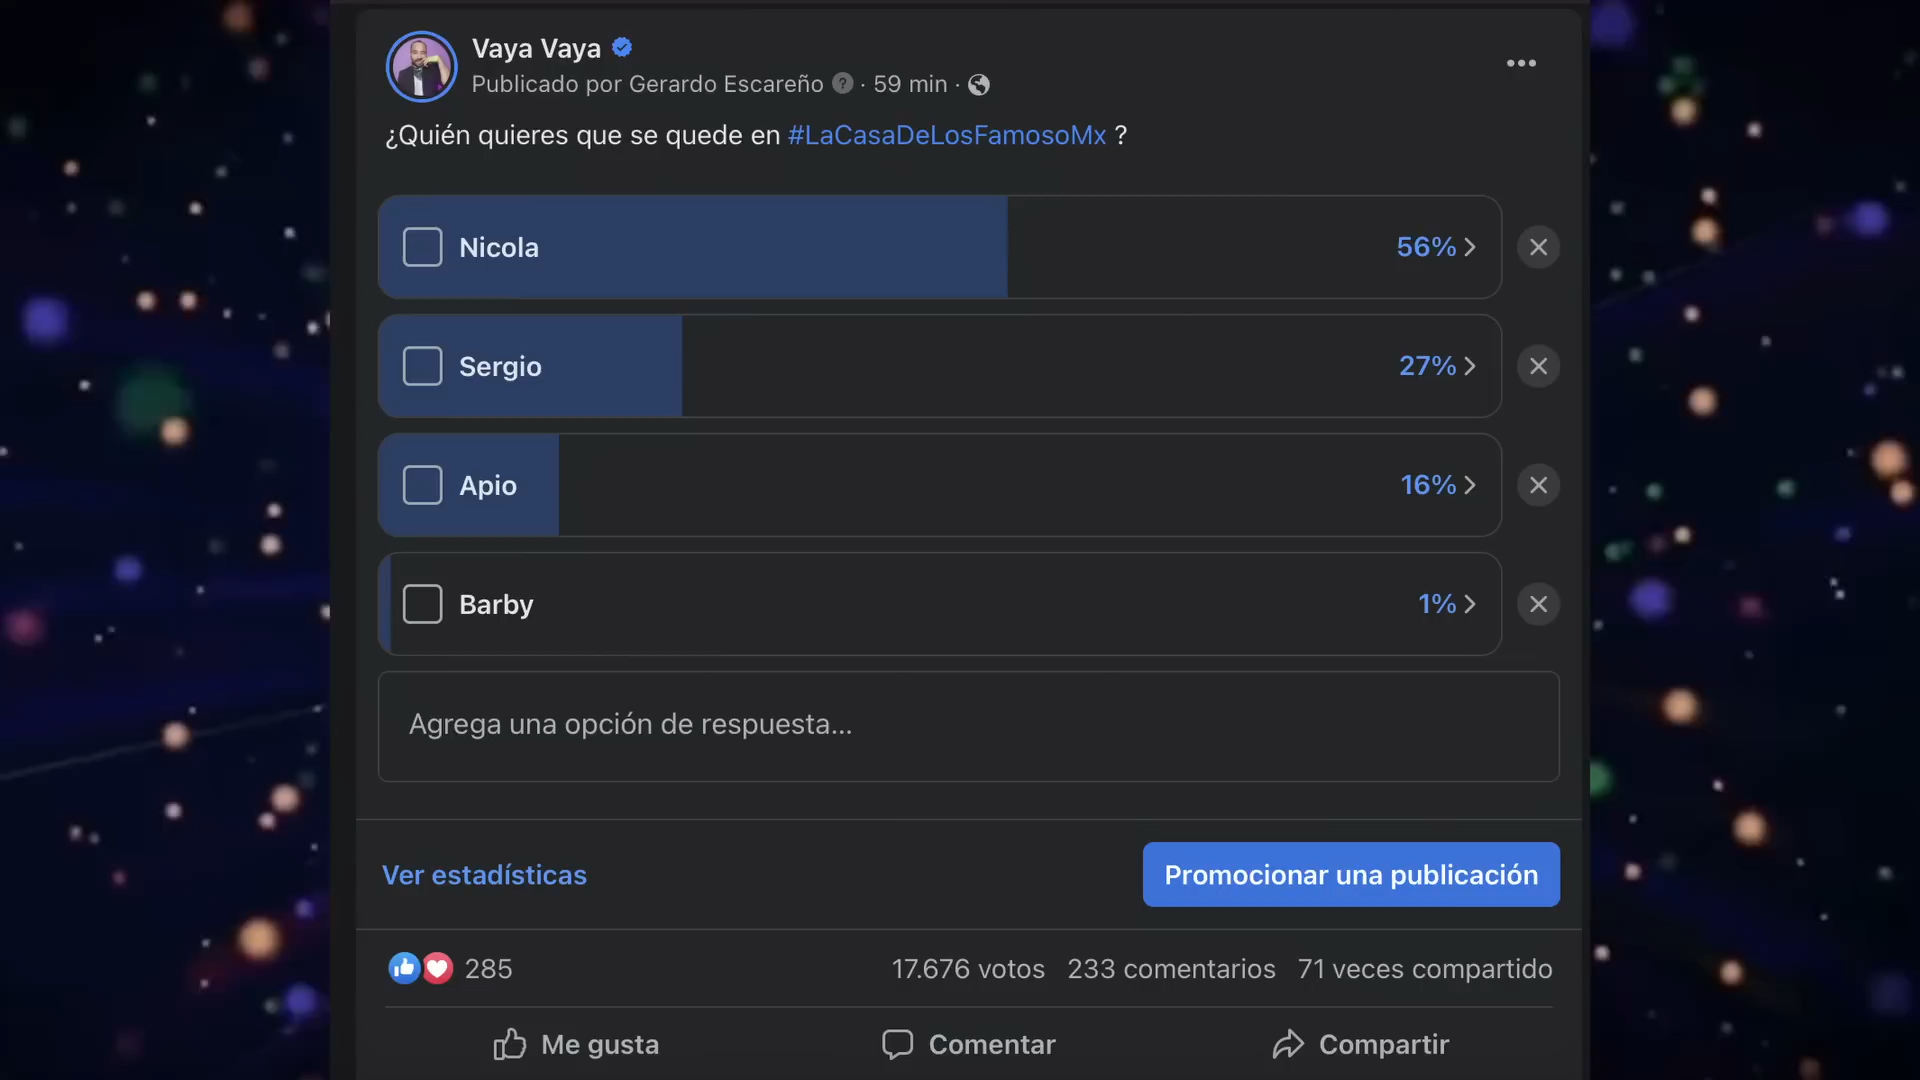 Vaya Vaya
Publicado por Gerardo Escareño ? · 59 min ·
¿Quién quieres que se quede en #LaCasaDeLosFamosoMx ?
Nicola 56%
Sergio 27%
Apio 16%
Barby 1%
Agrega una opción de respuesta...
Ver estadísticas Promocionar una publicación
285 17.676 votos 233 comentarios 71 veces compartido
Me gusta Comentar Compartir